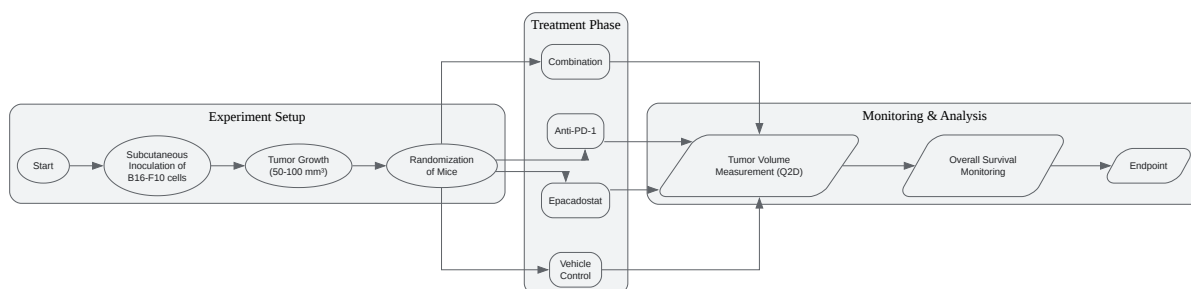 Experiment Setup
Start
Subcutaneous
Inoculation of
B16-F10 cells
Tumor Growth
(50-100 mm³)
Randomization
of Mice
Treatment Phase
Combination
Anti-PD-1
Epacadostat
Vehicle
Control
Monitoring & Analysis
Tumor Volume
Measurement (Q2D)
Overall Survival
Monitoring
Endpoint